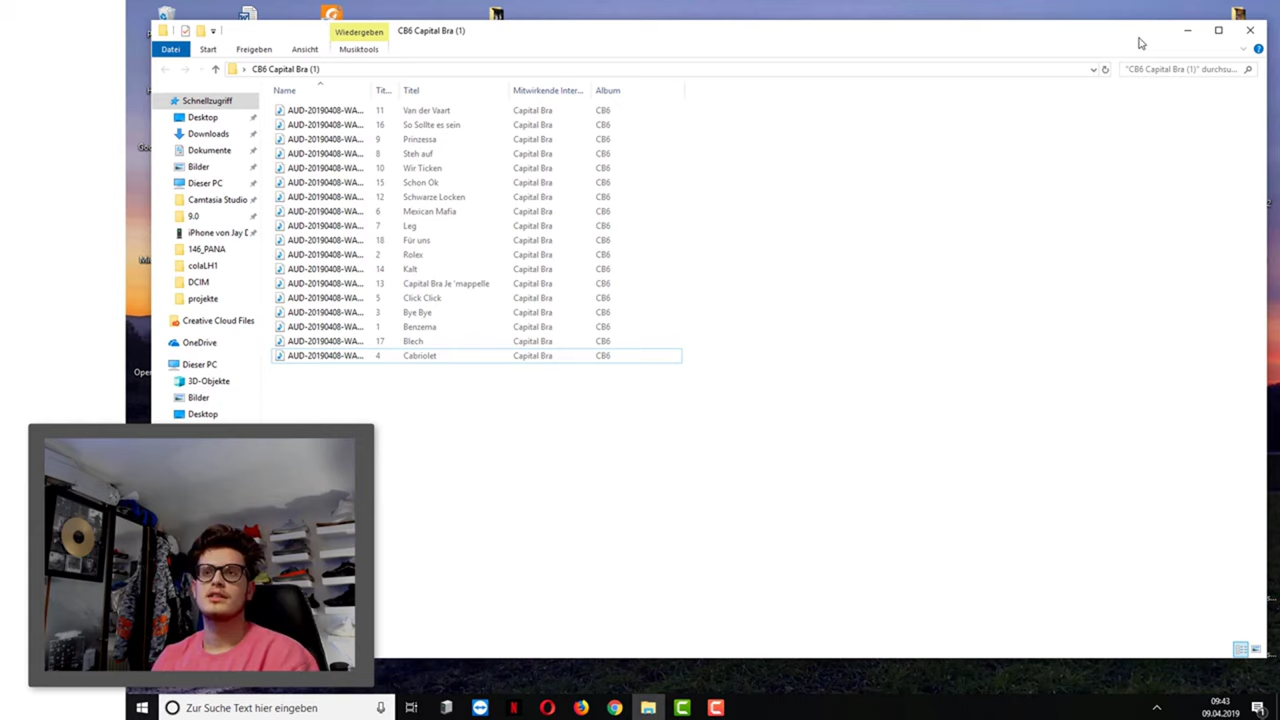 Wiedergeben CB6 Capital Bra (1)
Datei Start Freigeben Ansicht Musiktools
CB6 Capital Bra (1) "CB6 Capital Bra (1)" durchsu...
Name Tit... Titel Mitwirkende Inter... Album
Schnellzugriff
Desktop
Downloads
Dokumente
Bilder
Dieser PC
Camtasia Studio
9.0
iPhone von Jay D
146_PANA
colaLH1
DCIM
projekte
Creative Cloud Files
OneDrive
Dieser PC
3D-Objekte
Bilder
Desktop
AUD-20190408-WA... 11 Van der Vaart Capital Bra CB6
AUD-20190408-WA... 16 So Sollte es sein Capital Bra CB6
AUD-20190408-WA... 9 Prinzessa Capital Bra CB6
AUD-20190408-WA... 8 Steh auf Capital Bra CB6
AUD-20190408-WA... 10 Wir Ticken Capital Bra CB6
AUD-20190408-WA... 15 Schon Ok Capital Bra CB6
AUD-20190408-WA... 12 Schwarze Locken Capital Bra CB6
AUD-20190408-WA... 6 Mexican Mafia Capital Bra CB6
AUD-20190408-WA... 7 Leg Capital Bra CB6
AUD-20190408-WA... 18 Für uns Capital Bra CB6
AUD-20190408-WA... 2 Rolex Capital Bra CB6
AUD-20190408-WA... 14 Kalt Capital Bra CB6
AUD-20190408-WA... 13 Capital Bra Je 'mappelle Capital Bra CB6
AUD-20190408-WA... 5 Click Click Capital Bra CB6
AUD-20190408-WA... 3 Bye Bye Capital Bra CB6
AUD-20190408-WA... 1 Benzema Capital Bra CB6
AUD-20190408-WA... 17 Blech Capital Bra CB6
AUD-20190408-WA... 4 Cabriolet Capital Bra CB6
Zur Suche Text hier eingeben
09:43
09.04.2019